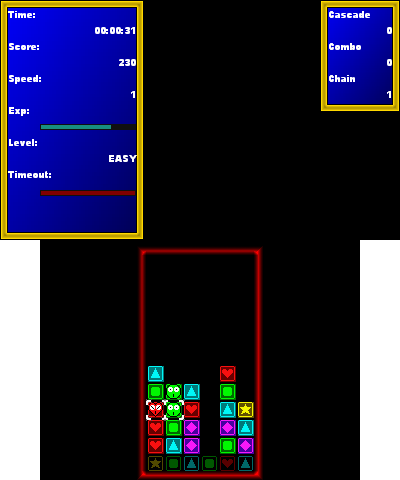 Time:
00:00:31
Score:
230
Speed:
1
Exp:
Level:
EASY
Timeout:
Cascade
0
Combo
0
Chain
1